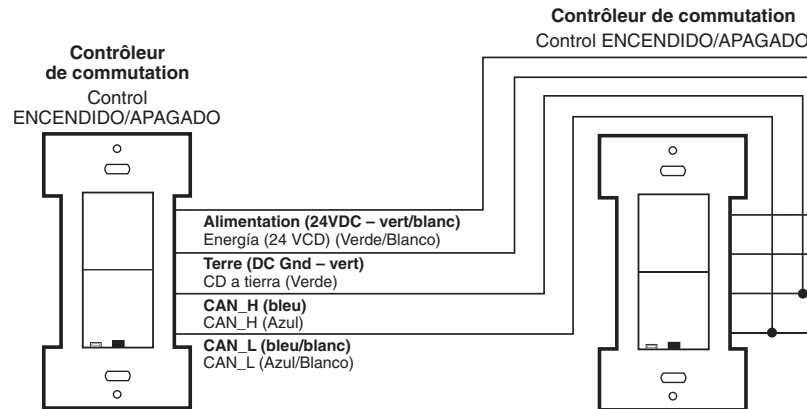 Contrôleur
de commutation
Control
ENCENDIDO/APAGADO
Contrôleur de commutation
Control ENCENDIDO/APAGADO
Alimentation (24VDC – vert/blanc)
Energía (24 VCD) (Verde/Blanco)
Terre (DC Gnd – vert)
CD a tierra (Verde)
CAN_H (bleu)
CAN_H (Azul)
CAN_L (bleu/blanc)
CAN_L (Azul/Blanco)